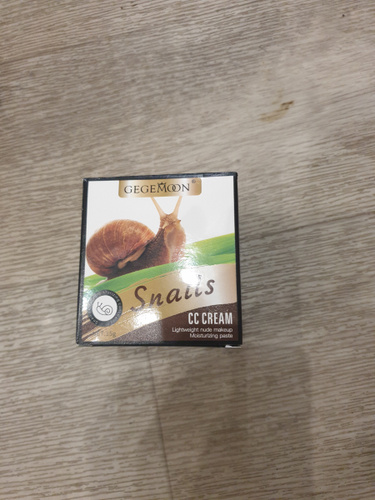 GEGEMOON
Snails
CC CREAM
Lightweight nude makeup
Moisturizing paste